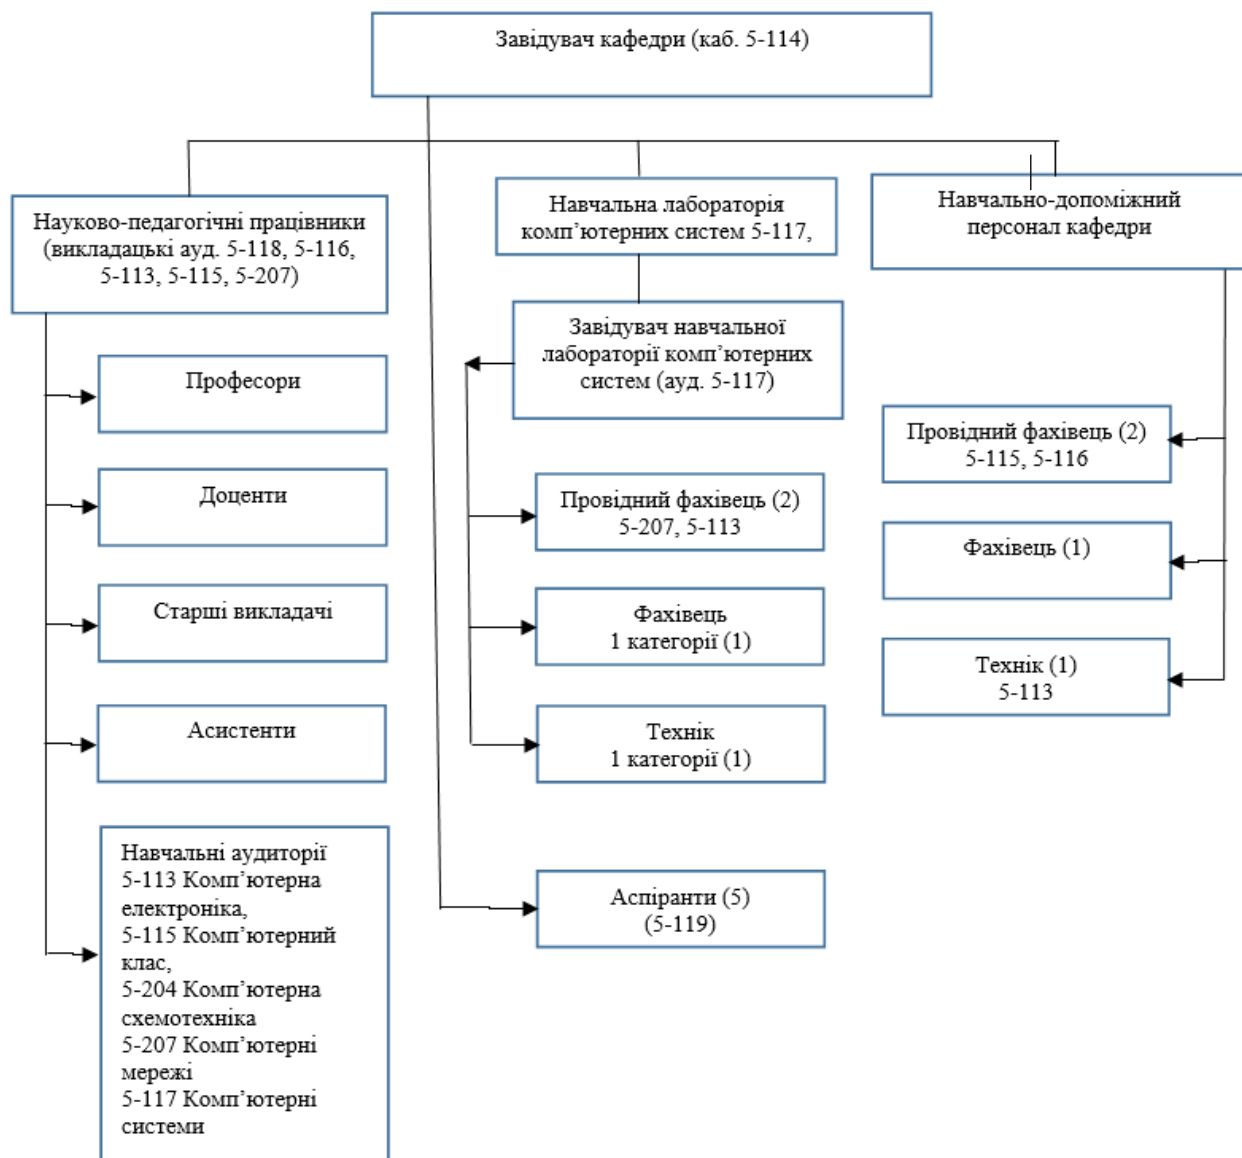 Завідувач кафедри (каб. 5-114)
Науково-педагогічні працівники
(викладацькі ауд. 5-118, 5-116,
5-113, 5-115, 5-207)
Професори
Доценти
Старші викладачі
Асистенти
Навчальні аудиторії
5-113 Комп’ютерна
електроніка,
5-115 Комп’ютерний
клас,
5-204 Комп’ютерна
схемотехніка
5-207 Комп’ютерні
мережі
5-117 Комп’ютерні
системи
Навчальна лабораторія
комп’ютерних систем 5-117,
Завідувач навчальної
лабораторії комп’ютерних
систем (ауд. 5-117)
Провідний фахівець (2)
5-207, 5-113
Фахівець
1 категорії (1)
Технік
1 категорії (1)
Аспіранти (5)
(5-119)
Навчально-допоміжний
персонал кафедри
Провідний фахівець (2)
5-115, 5-116
Фахівець (1)
Технік (1)
5-113